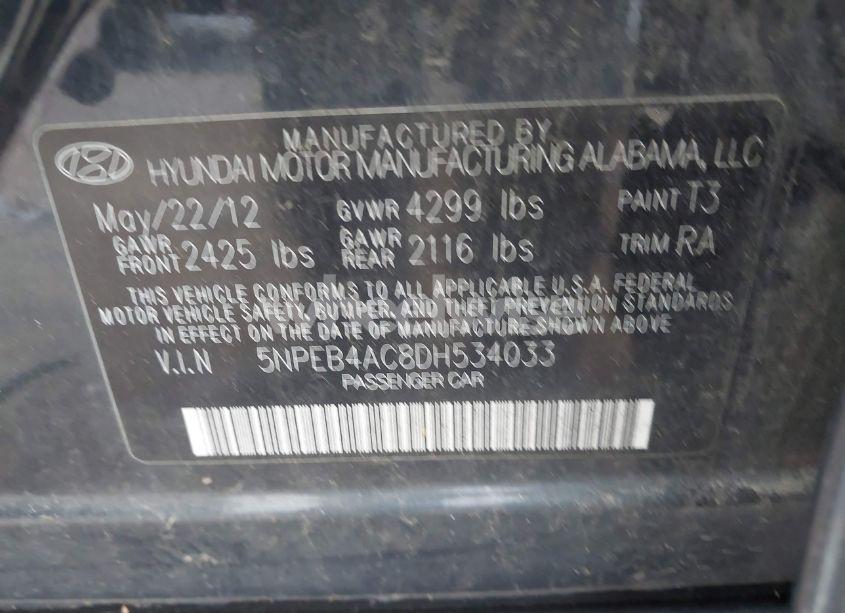 MANUFACTURED BY
HYUNDAI MOTOR MANUFACTURING ALABAMA, LLC
May/22/12 GVWR 4299 lbs PAINT T3
GAWR FRONT 2425 lbs GAWR REAR 2116 lbs TRIM RA
THIS VEHICLE CONFORMS TO ALL APPLICABLE U.S.A. FEDERAL
MOTOR VEHICLE SAFETY, BUMPER, AND THEFT PREVENTION STANDARDS
IN EFFECT ON THE DATE OF MANUFACTURE SHOWN ABOVE
V.I.N 5NPEB4AC8DH534033
PASSENGER CAR